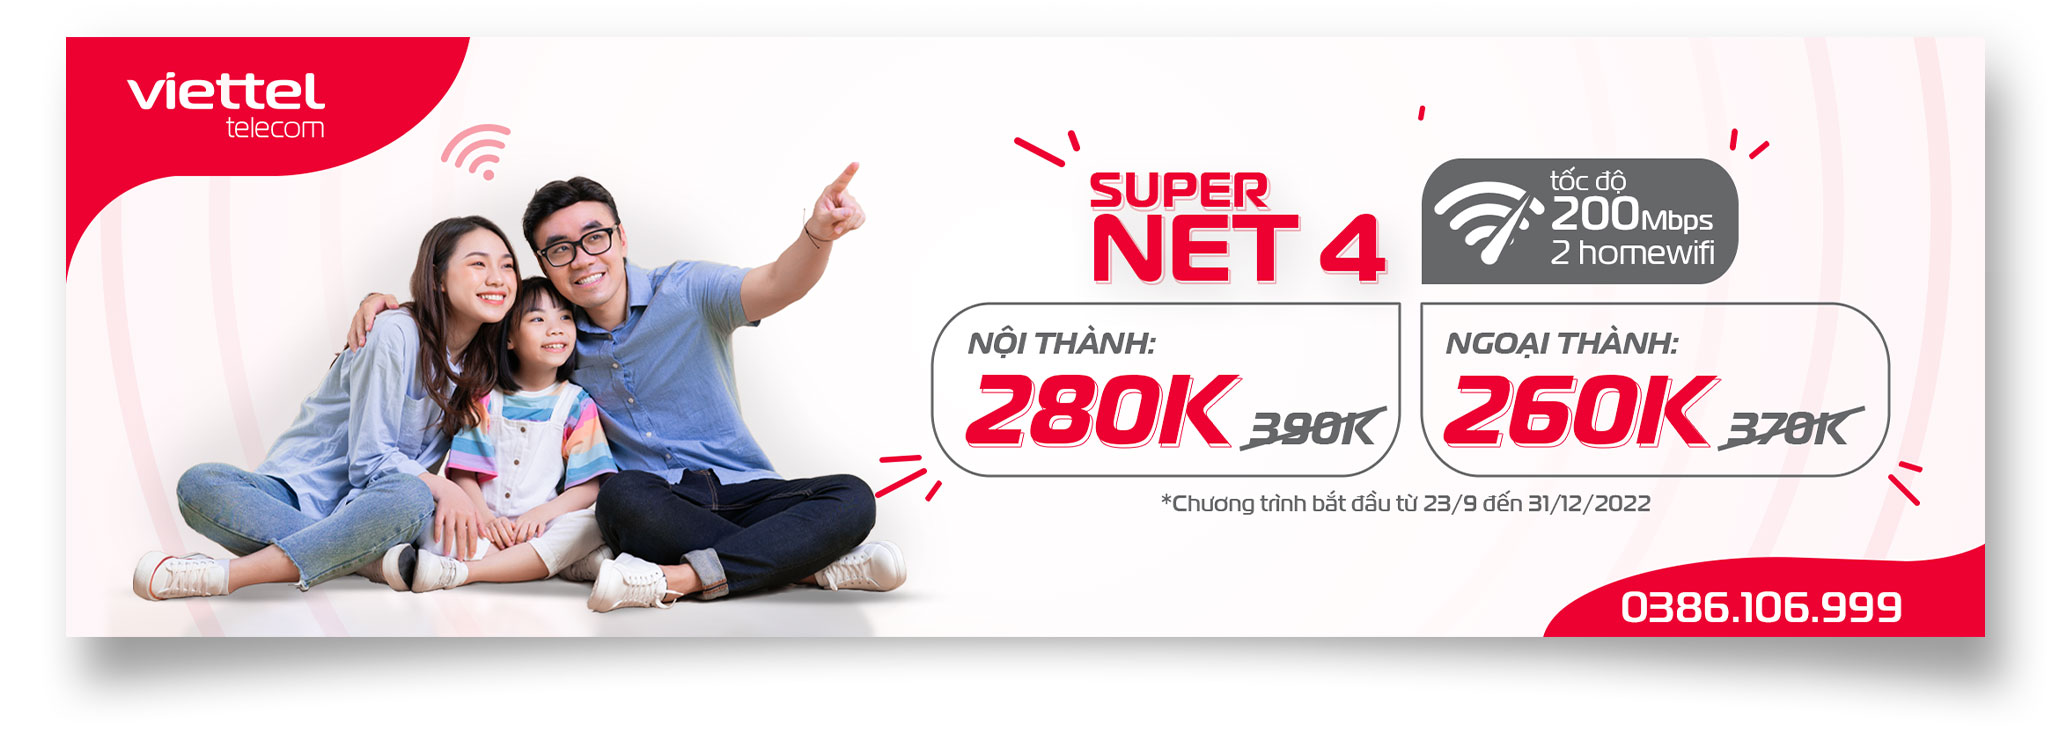 viettel
telecom
SUPER
NET 4
tốc độ
200Mbps
2 homewifi
NỘI THÀNH:
280K 390K
NGOẠI THÀNH:
260K 370K
*Chương trình bắt đầu từ 23/9 đến 31/12/2022
0386.106.999